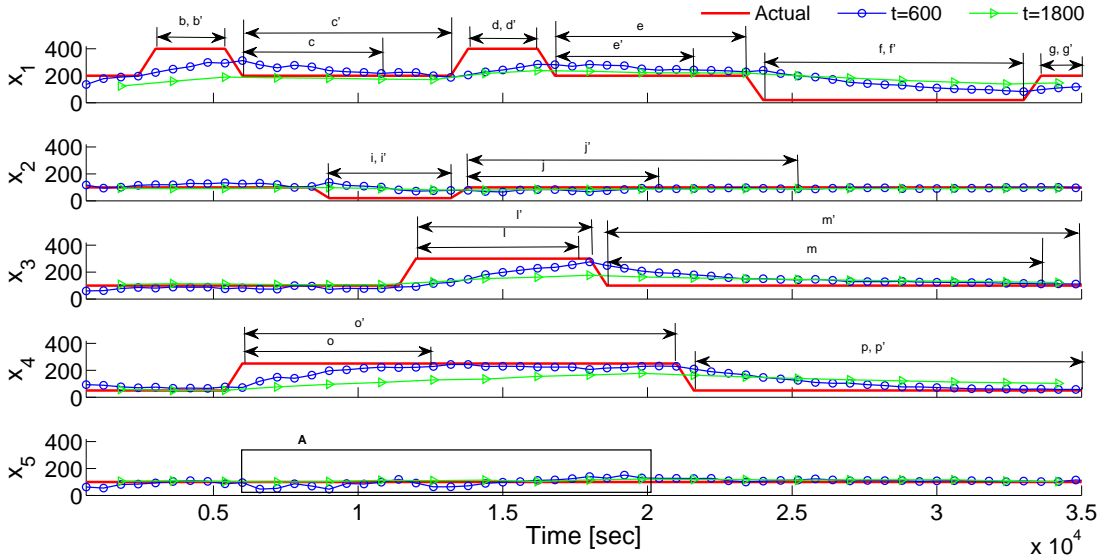 Actual t=600 t=1800
b, b' c' d, d' e
c e' f, f' g, g'
400
200
0
x1
i, i' j'
j
400
200
0
x2
l' m'
l m
400
200
0
x3
o'
o p, p'
400
200
0
x4
A
400
200
0
x5
0.5 1 1.5 2 2.5 3 3.5
Time [sec]
x 10^4